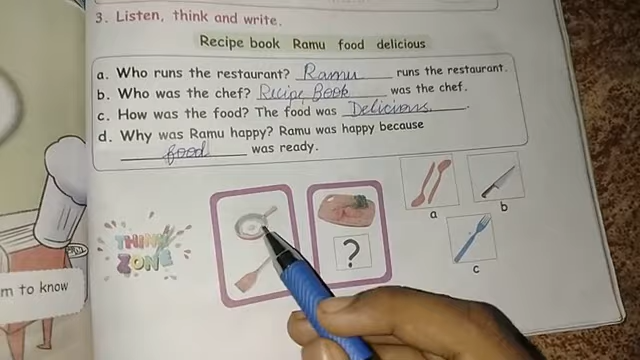 3. Listen, think and write.
Recipe book Ramu food delicious
a. Who runs the restaurant? Ramu runs the restaurant.
b. Who was the chef? Recipe Book was the chef.
c. How was the food? The food was Delicious.
d. Why was Ramu happy? Ramu was happy because
food was ready.
THINK
ZONE
?
a
b
c
m to know